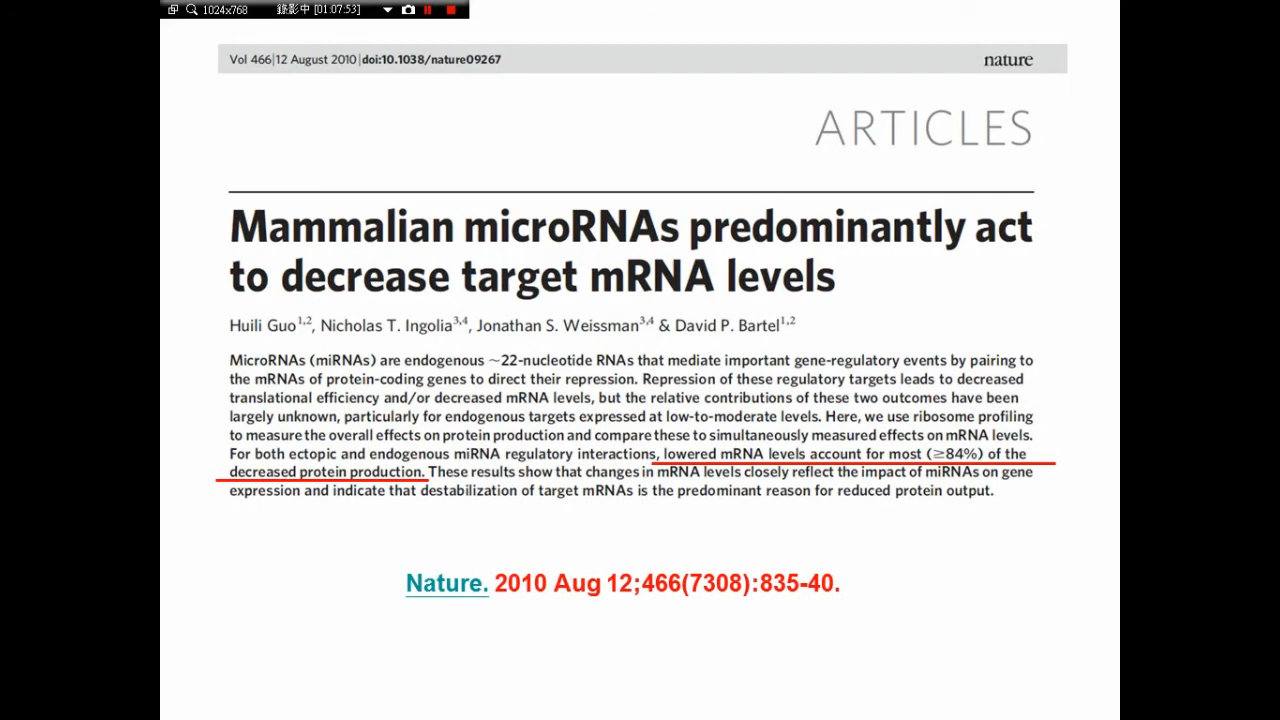 1024x768 錄影中 [01:07:53]
Vol 466|12 August 2010|doi:10.1038/nature09267 nature
ARTICLES
Mammalian microRNAs predominantly act
to decrease target mRNA levels
Huili Guo1,2, Nicholas T. Ingolia3,4, Jonathan S. Weissman3,4 & David P. Bartel1,2
MicroRNAs (miRNAs) are endogenous ~22-nucleotide RNAs that mediate important gene-regulatory events by pairing to
the mRNAs of protein-coding genes to direct their repression. Repression of these regulatory targets leads to decreased
translational efficiency and/or decreased mRNA levels, but the relative contributions of these two outcomes have been
largely unknown, particularly for endogenous targets expressed at low-to-moderate levels. Here, we use ribosome profiling
to measure the overall effects on protein production and compare these to simultaneously measured effects on mRNA levels.
For both ectopic and endogenous miRNA regulatory interactions, lowered mRNA levels account for most (≥84%) of the
decreased protein production. These results show that changes in mRNA levels closely reflect the impact of miRNAs on gene
expression and indicate that destabilization of target mRNAs is the predominant reason for reduced protein output.
Nature. 2010 Aug 12;466(7308):835-40.